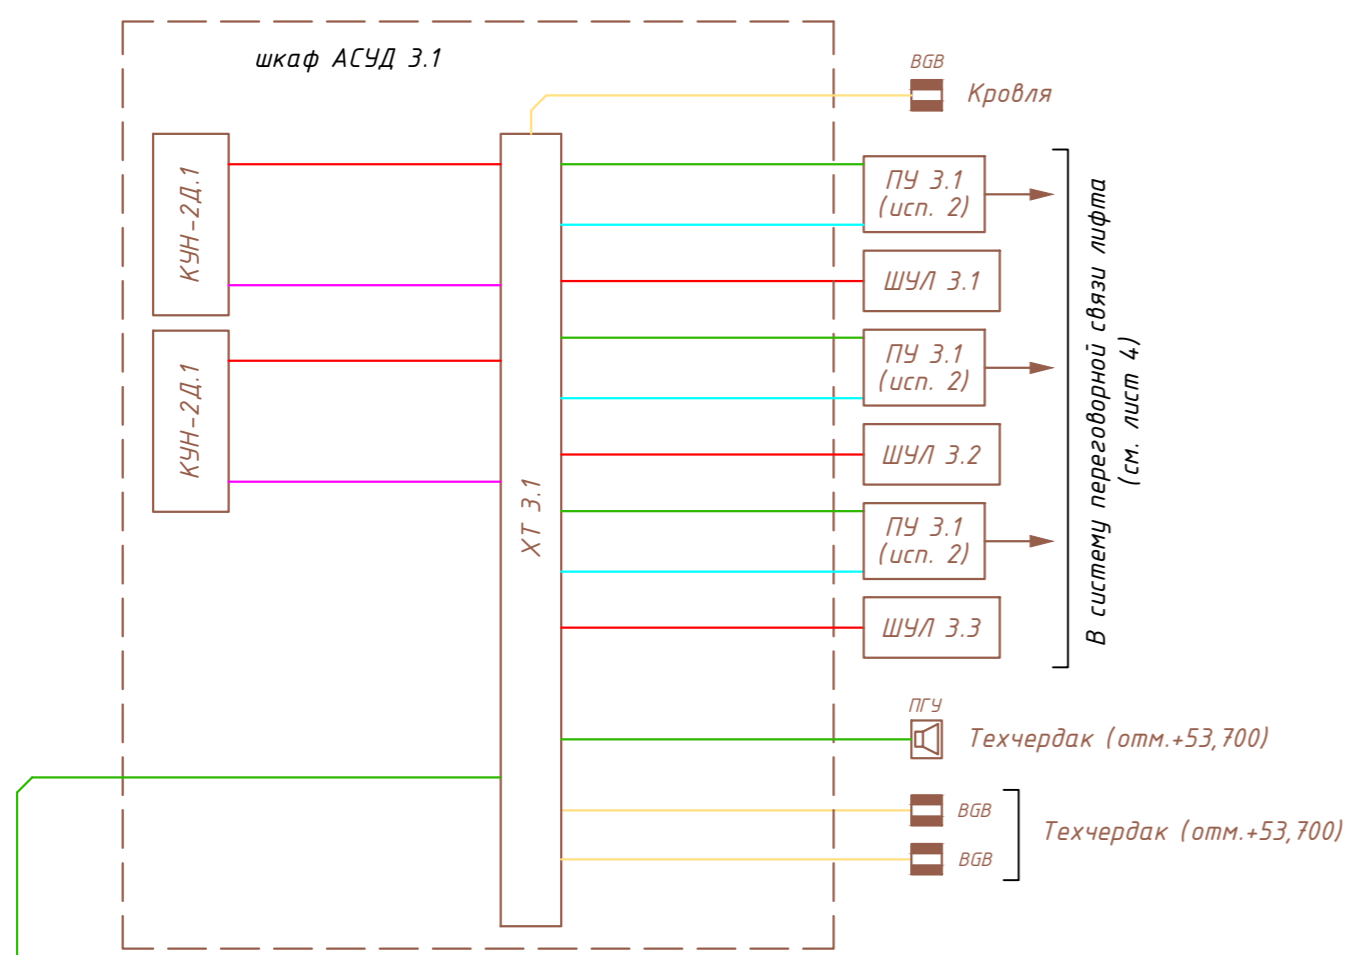 шкаф АСУД 3.1
BGB
Кровля
КУН-2Д.1
КУН-2Д.1
ХТ 3.1
ПУ 3.1
(исп. 2)
ШУЛ 3.1
ПУ 3.1
(исп. 2)
ШУЛ 3.2
ПУ 3.1
(исп. 2)
ШУЛ 3.3
В систему переговорной связи лифта
(см. лист 4)
ПГУ
Техчердак (отм.+53,700)
BGB
BGB
Техчердак (отм.+53,700)